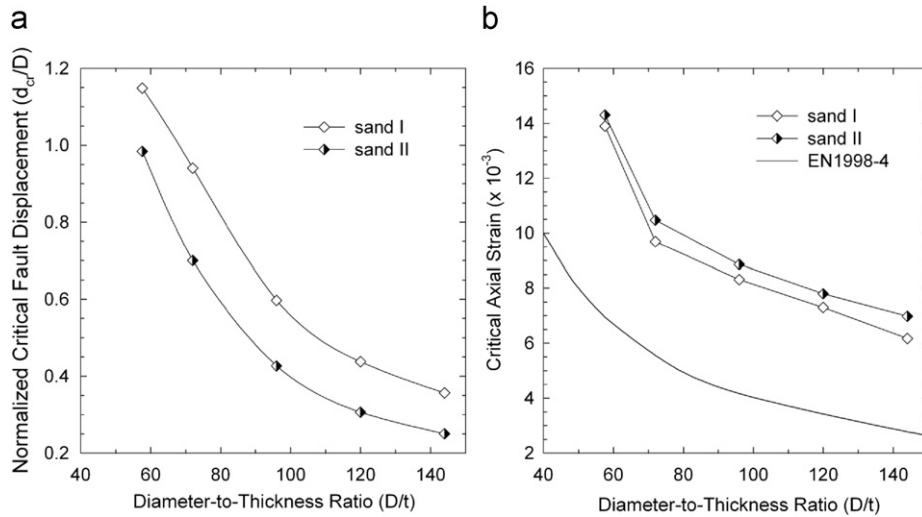 a
Normalized Critical Fault Displacement (d_cr/D)
1.2
1.0
0.8
0.6
0.4
0.2
sand I
sand II
40 60 80 100 120 140
Diameter-to-Thickness Ratio (D/t)
b
Critical Axial Strain (x 10⁻³)
16
14
12
10
8
6
4
2
sand I
sand II
EN1998-4
40 60 80 100 120 140
Diameter-to-Thickness Ratio (D/t)